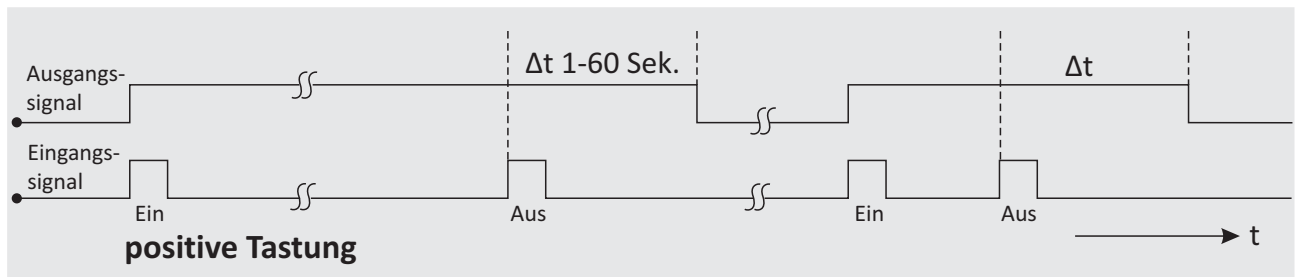 Δt 1-60 Sek.
Δt
Ausgangs-
signal
Eingangs-
signal
Ein
Aus
Ein
Aus
positive Tastung
t